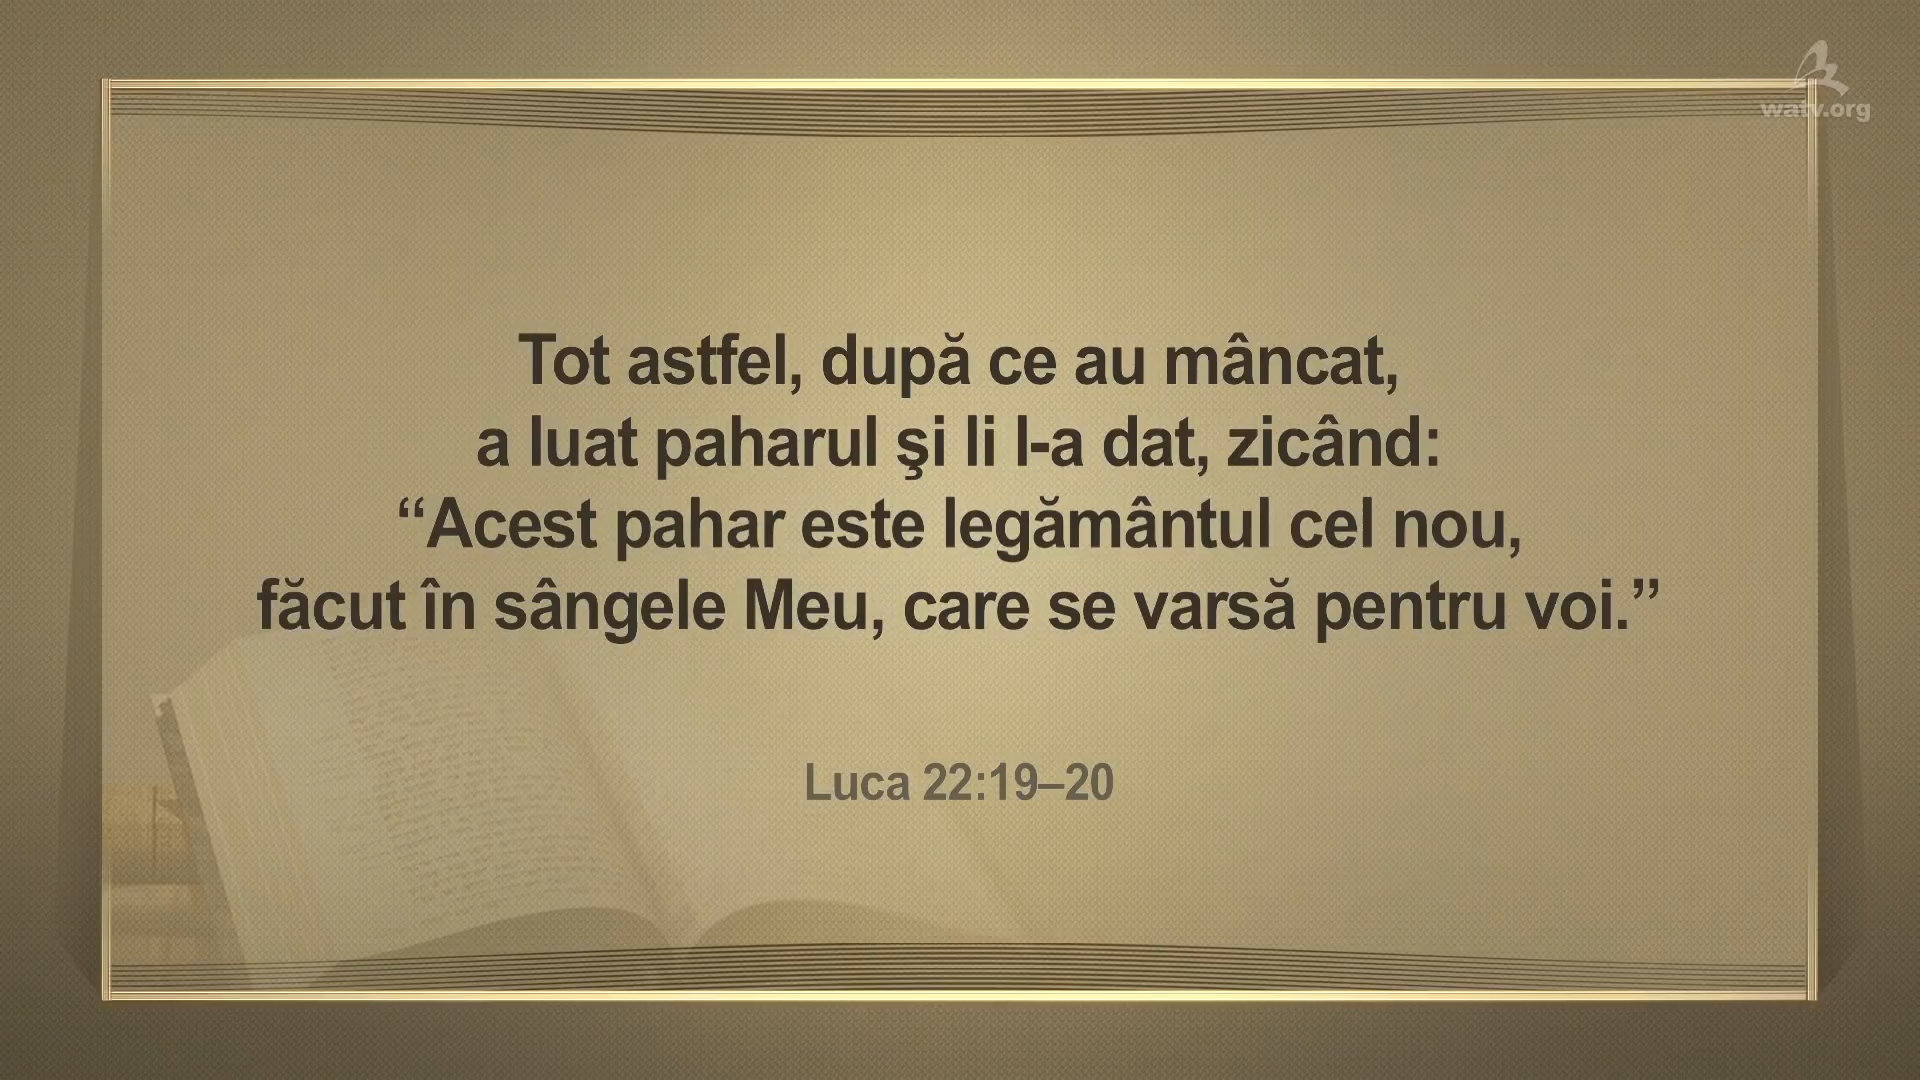 watv.org
Tot astfel, după ce au mâncat,
a luat paharul şi li l-a dat, zicând:
“Acest pahar este legământul cel nou,
făcut în sângele Meu, care se varsă pentru voi.”
Luca 22:19–20